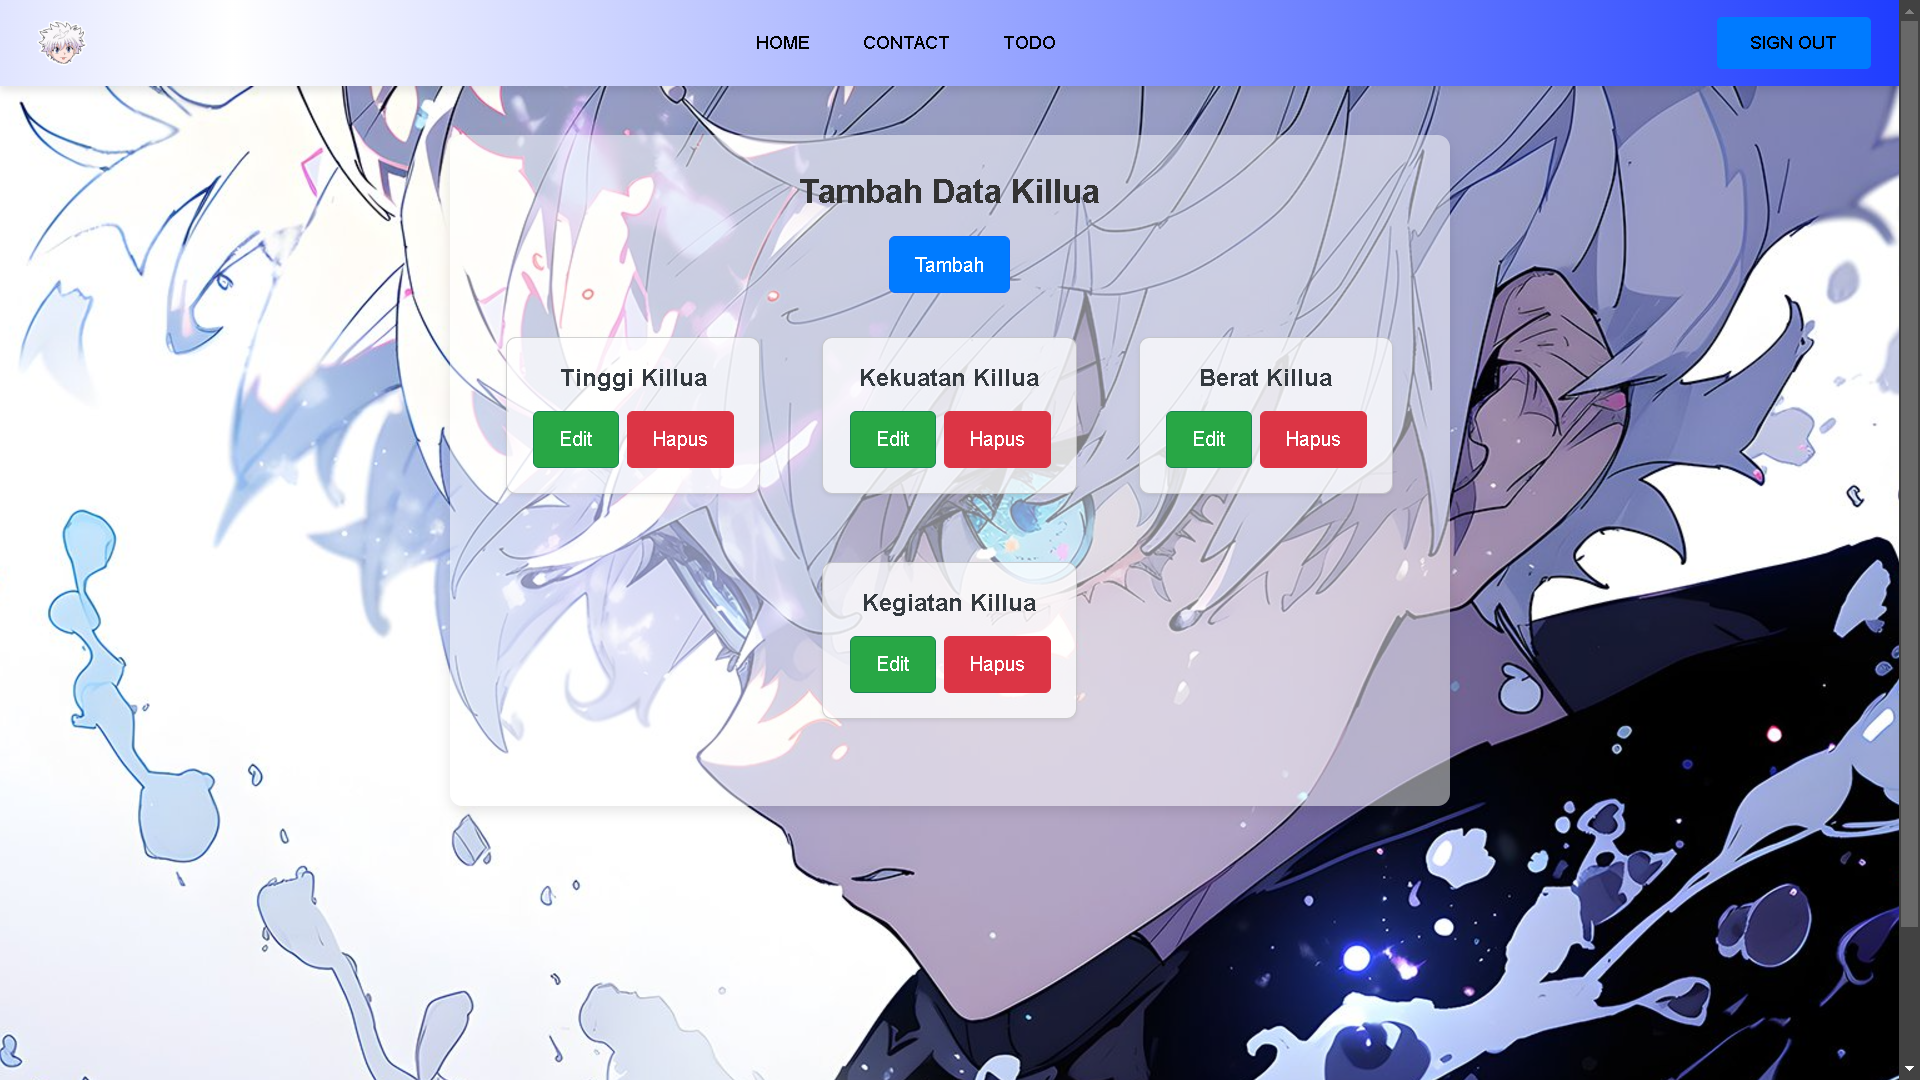 HOME CONTACT TODO SIGN OUT
Tambah Data Killua
Tambah
Tinggi Killua Kekuatan Killua Berat Killua
Edit Hapus Edit Hapus Edit Hapus
Kegiatan Killua
Edit Hapus